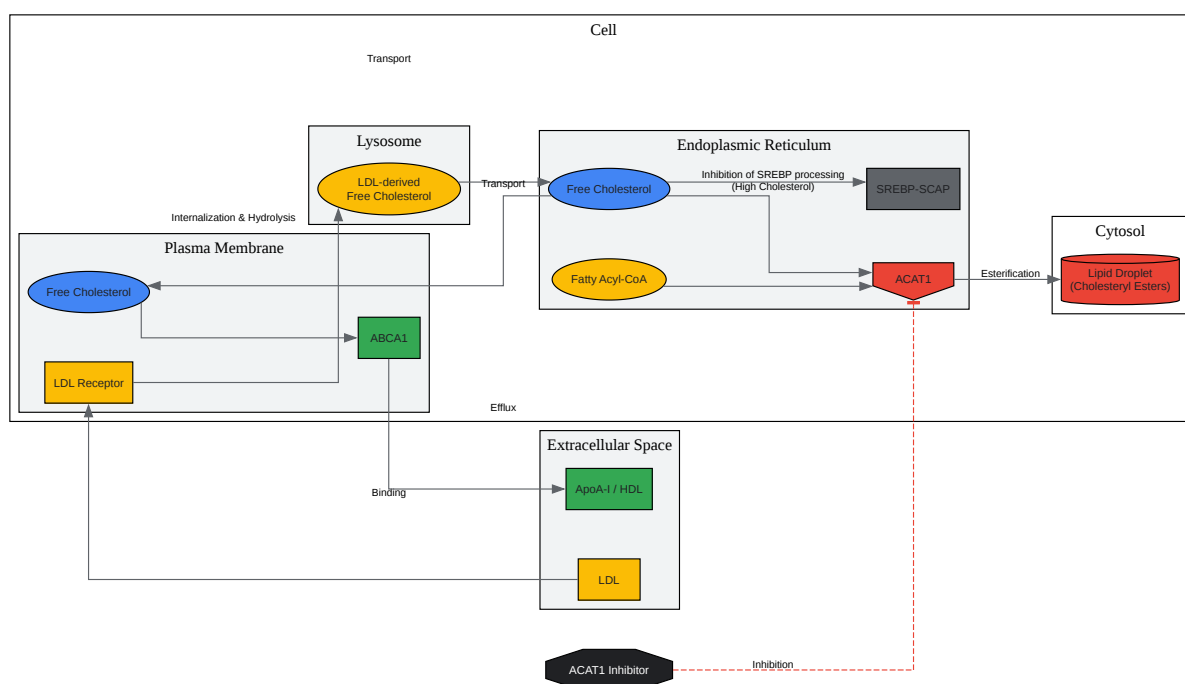 Cell
Transport
Lysosome
LDL-derived
Free Cholesterol
Transport
Endoplasmic Reticulum
Free Cholesterol
Inhibition of SREBP processing
(High Cholesterol)
SREBP-SCAP
Internalization & Hydrolysis
Plasma Membrane
Free Cholesterol
Fatty Acyl-CoA
ACAT1
Esterification
Cytosol
Lipid Droplet
(Cholesteryl Esters)
ABCA1
LDL Receptor
Efflux
Extracellular Space
ApoA-I / HDL
Binding
LDL
ACAT1 Inhibitor
Inhibition